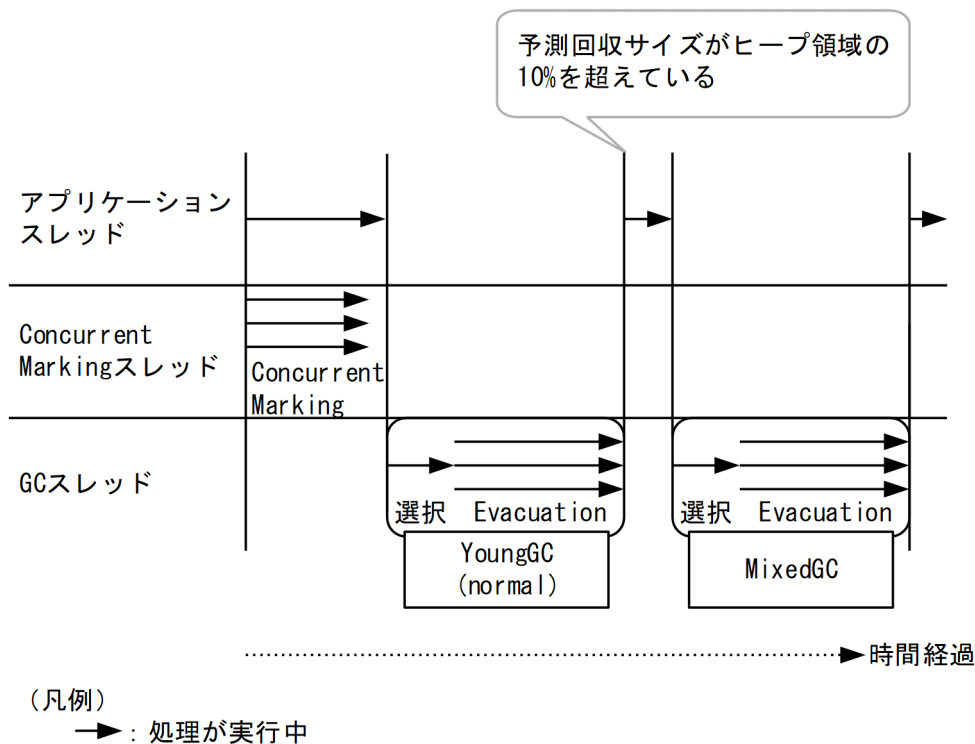 予測回収サイズがヒープ領域の
10%を超えている
アプリケーション
スレッド
Concurrent
Markingスレッド
Concurrent
Marking
GCスレッド
選択 Evacuation
選択 Evacuation
YoungGC
(normal)
MixedGC
時間経過
(凡例)
：処理が実行中